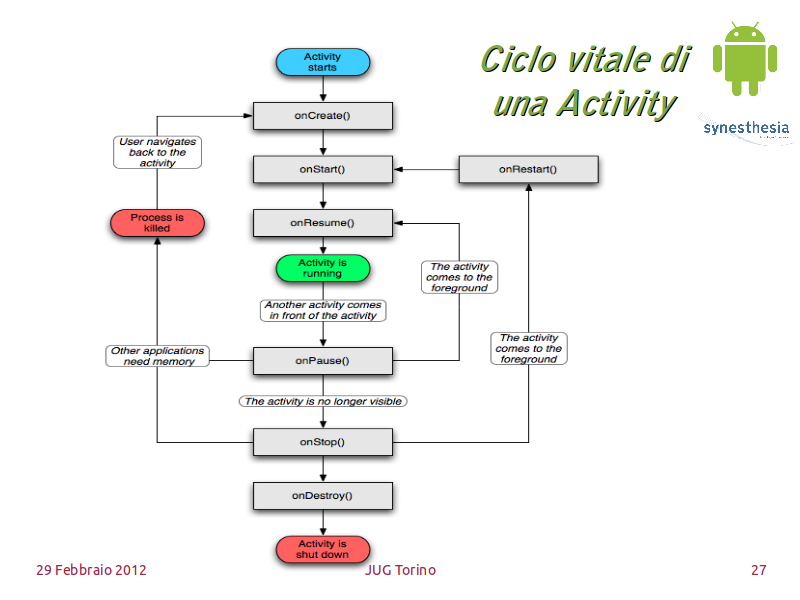 Ciclo vitale di
una Activity
synesthesia
Activity
starts
onCreate()
User navigates
back to the
activity
onStart()
onRestart()
Process is
killed
onResume()
Activity is
running
The activity
comes to the
foreground
Another activity comes
in front of the activity
The activity
comes to the
foreground
Other applications
need memory
onPause()
The activity is no longer visible
onStop()
onDestroy()
Activity is
shut down
29 Febbraio 2012
JUG Torino
27